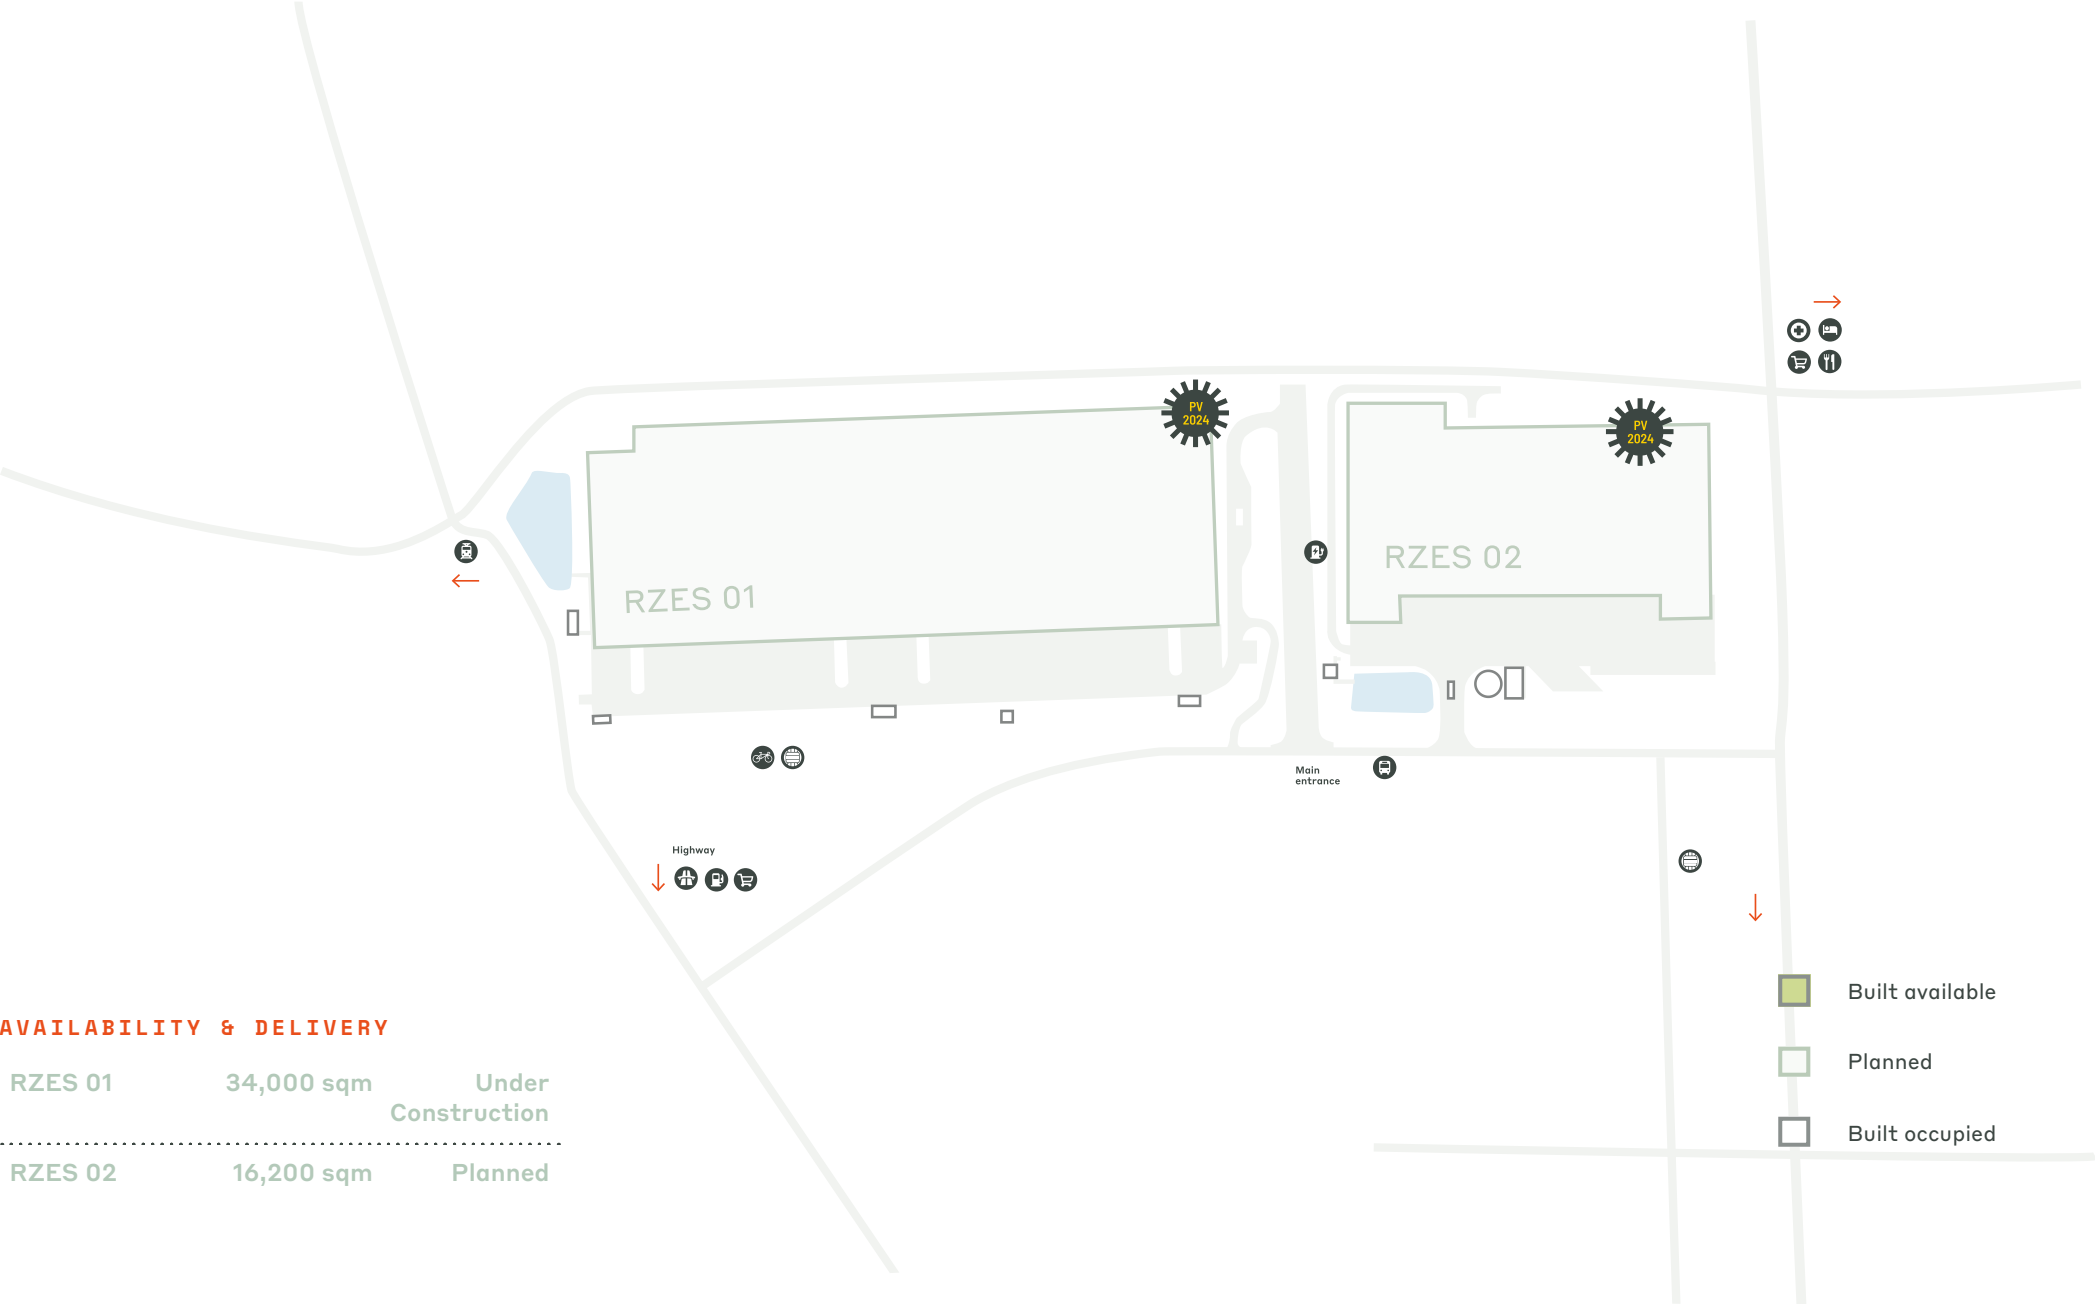 PV
2024
PV
2024
RZES 01
RZES 02
Main
entrance
Highway
Built available
Planned
Built occupied
AVAILABILITY & DELIVERY
RZES 01 34,000 sqm Under
Construction
RZES 02 16,200 sqm Planned